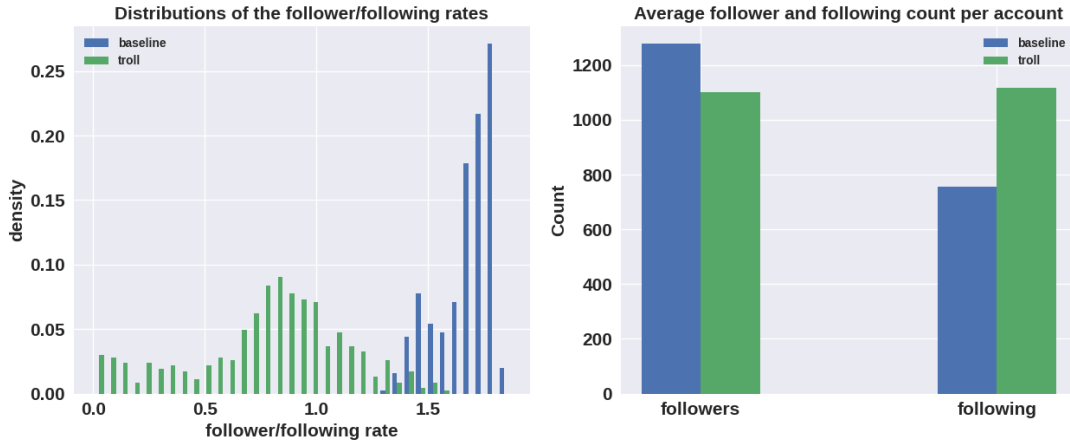 Distributions of the follower/following rates
baseline
troll
density
0.25
0.20
0.15
0.10
0.05
0.00
0.0
0.5
1.0
1.5
follower/following rate
Average follower and following count per account
baseline
troll
Count
1200
1000
800
600
400
200
0
followers
following